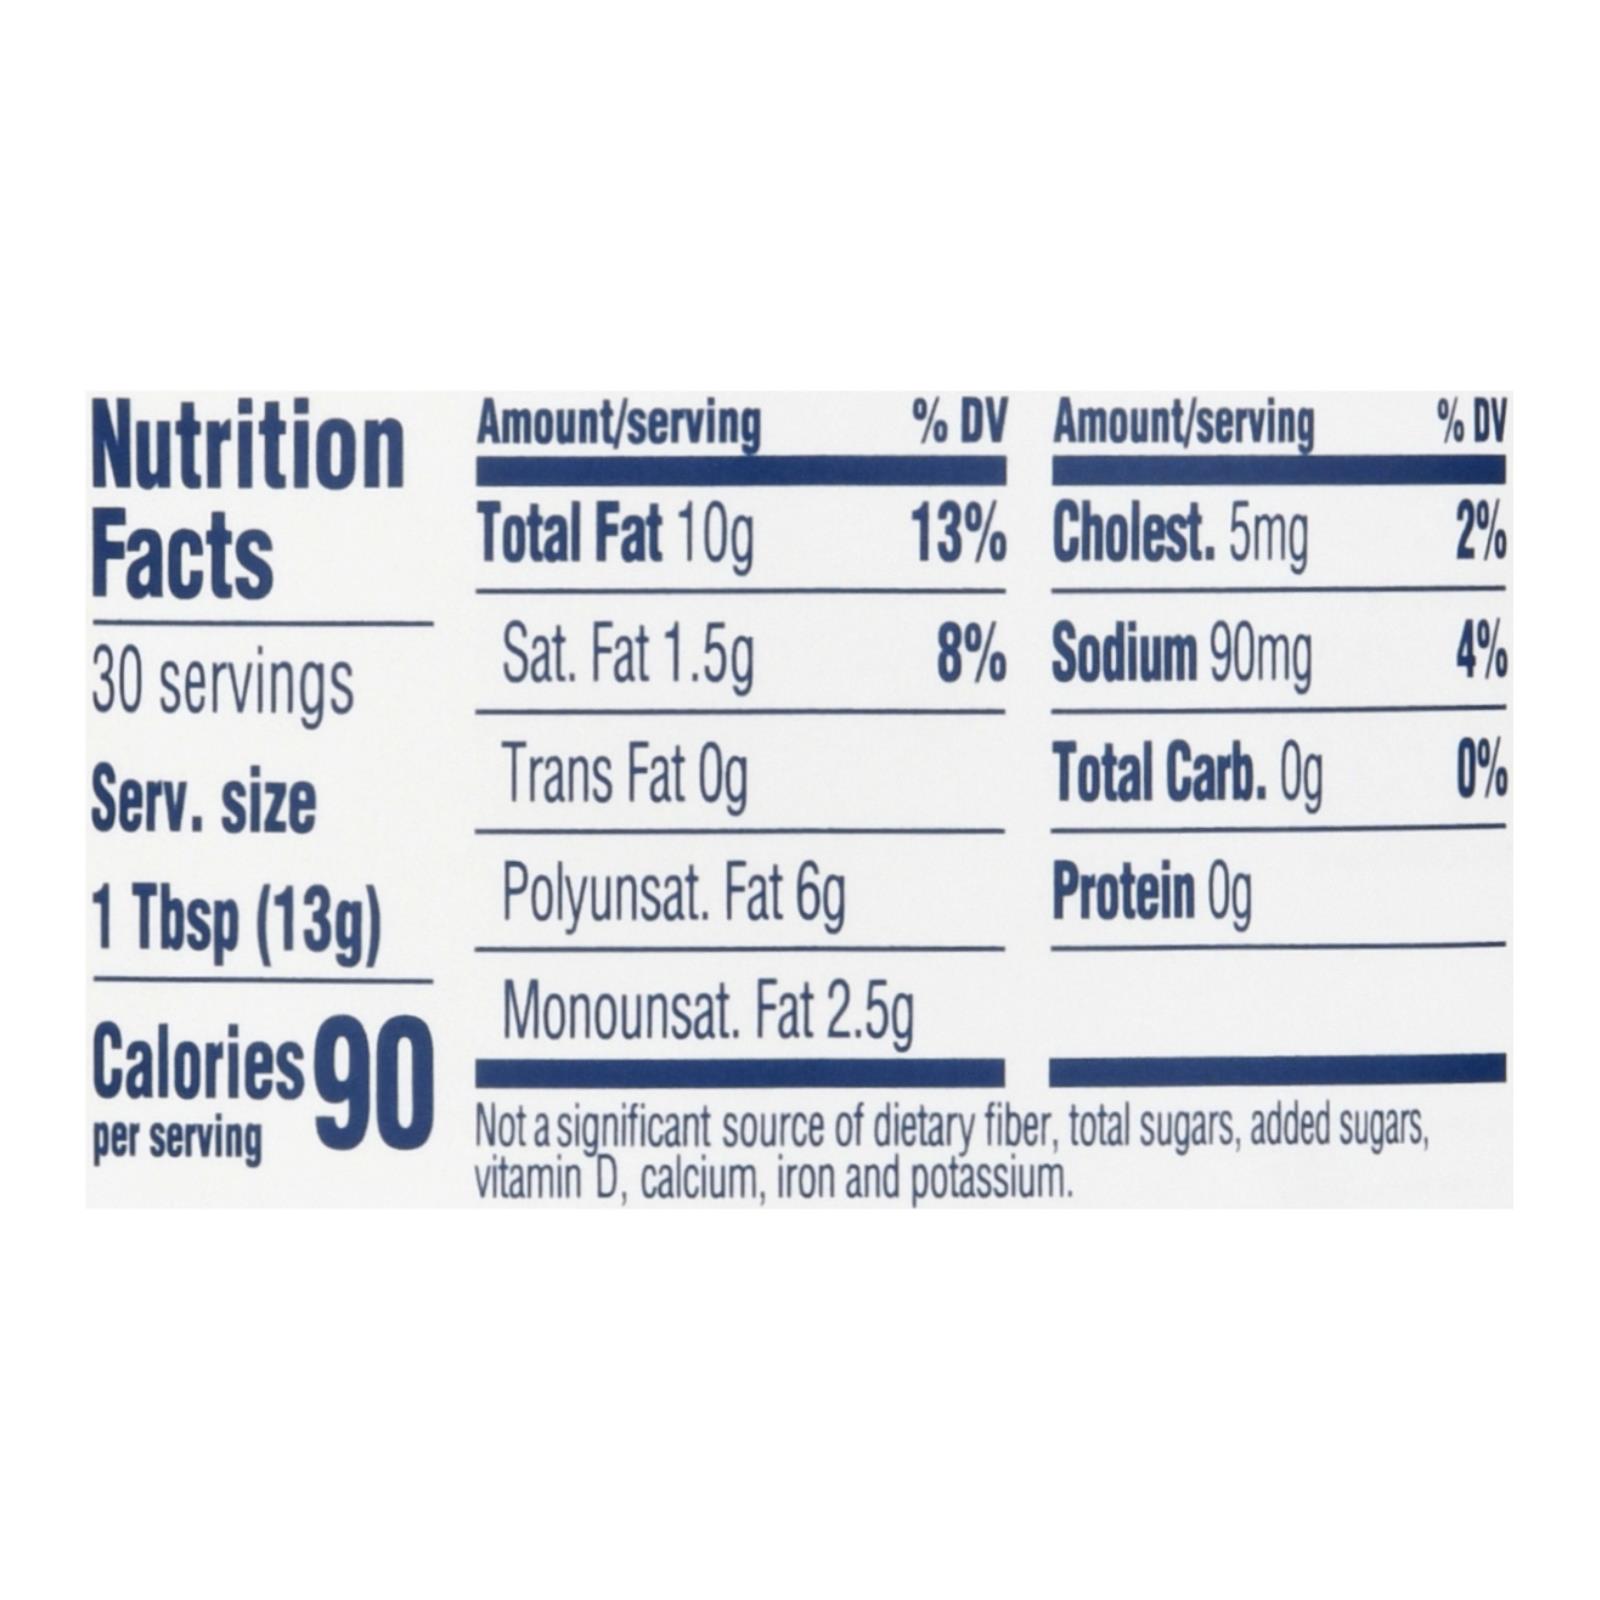 Nutrition
Facts
30 servings
Serv. size
1 Tbsp (13g)
Calories 90
per serving
Amount/serving % DV
Total Fat 10g 13%
Sat. Fat 1.5g 8%
Trans Fat 0g
Polyunsat. Fat 6g
Monounsat. Fat 2.5g
Amount/serving % DV
Cholest. 5mg 2%
Sodium 90mg 4%
Total Carb. 0g 0%
Protein 0g
Not a significant source of dietary fiber, total sugars, added sugars,
vitamin D, calcium, iron and potassium.